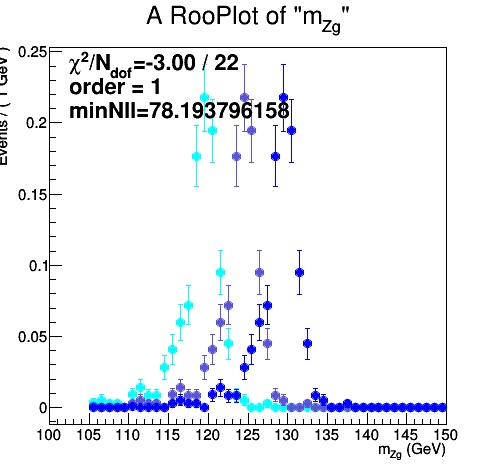 A RooPlot of "m_Zg"
χ²/N_dof=-3.00 / 22
order = 1
minNll=78.193796158
Events / ( 1 GeV )
0.25
0.2
0.15
0.1
0.05
0
100 105 110 115 120 125 130 135 140 145 150
m_Zg (GeV)